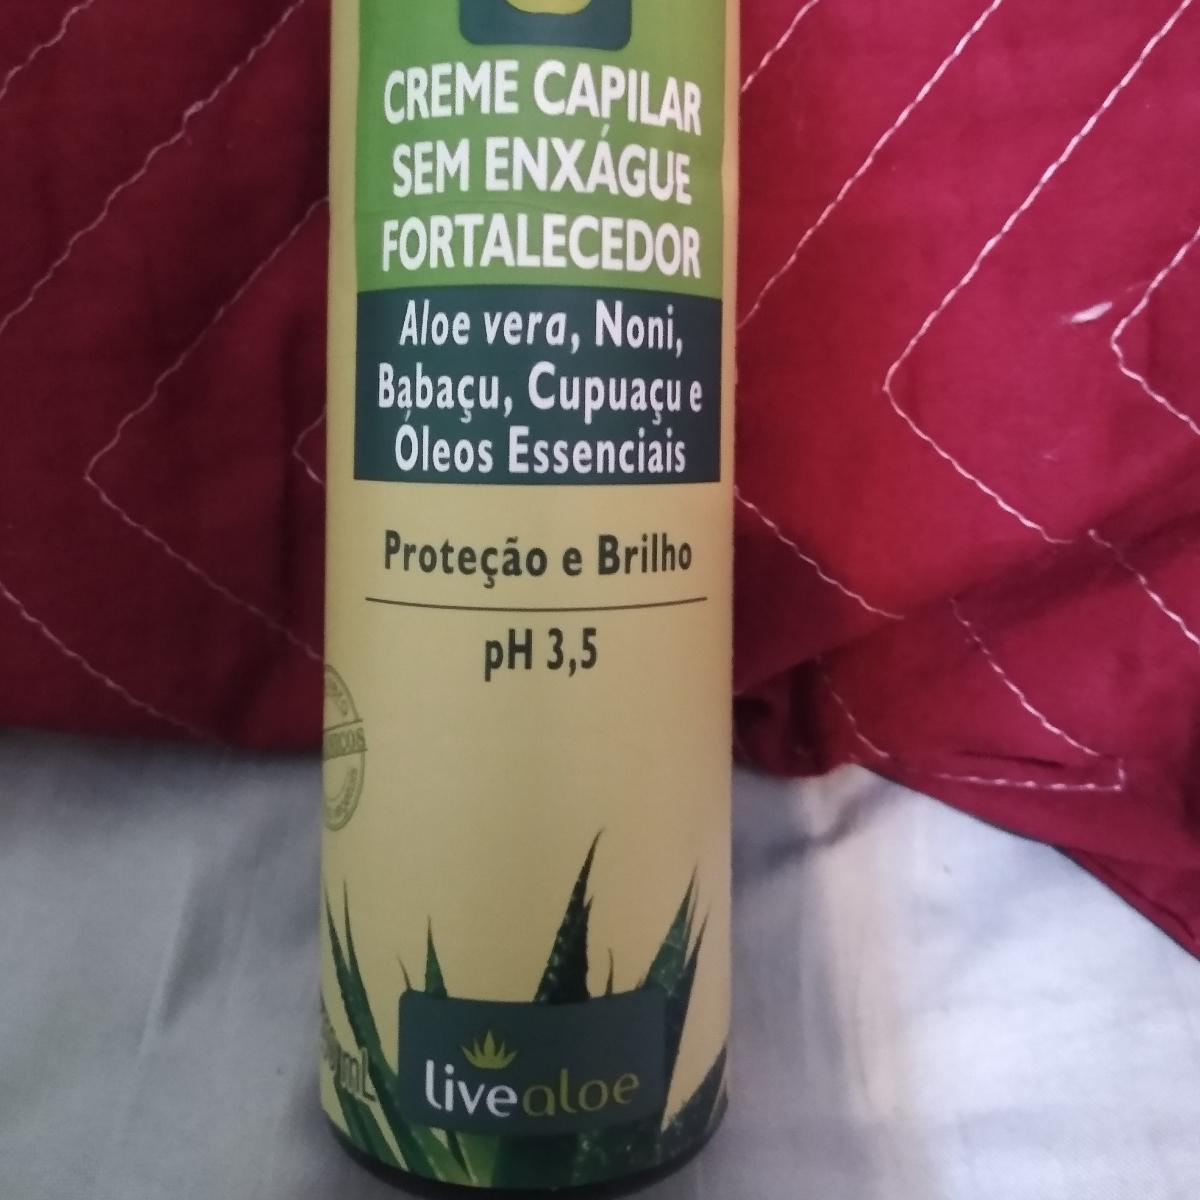 CREME CAPILAR
SEM ENXÁGUE
FORTALECEDOR
Aloe vera, Noni,
Babaçu, Cupuaçu e
Óleos Essenciais
Proteção e Brilho
pH 3,5
livealoe